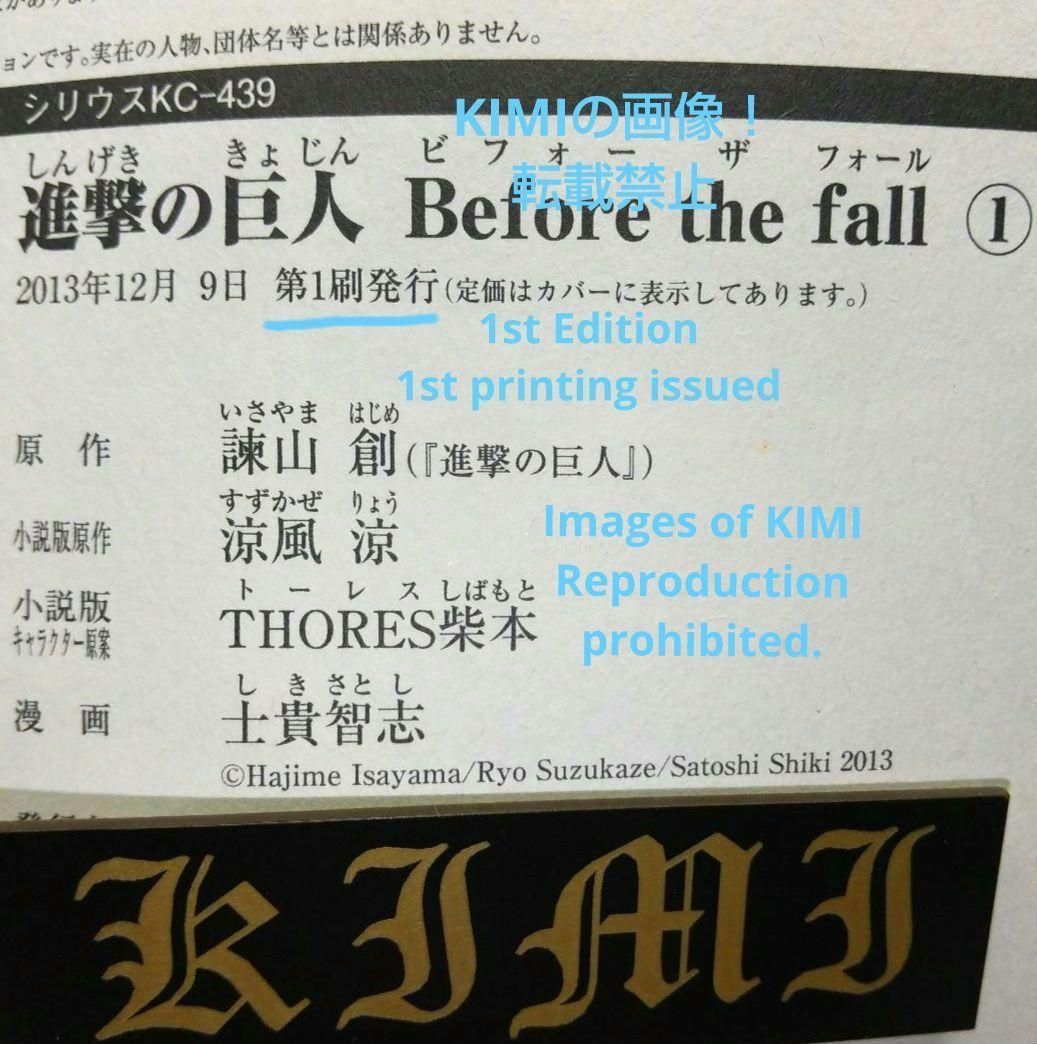 ョンです。実在の人物、団体名等とは関係ありません。
シリウスKC-439
KIMIの画像！
転載禁止
しんげき きょじん ビフォー ザ フォール
進撃の巨人 Before the fall ①
2013年12月 9日 第1刷発行(定価はカバーに表示してあります。)
1st Edition
1st printing issued
いさやま はじめ
原作 諫山 創(『進撃の巨人』)
すずかぜ りょう
小説版原作 涼風 涼
トーレス しばもと
小説版
キャラクター原案 THORES柴本
Images of KIMI
Reproduction
prohibited.
しきさとし
漫画 士貴智志
©Hajime Isayama/Ryo Suzukaze/Satoshi Shiki 2013
KIMI